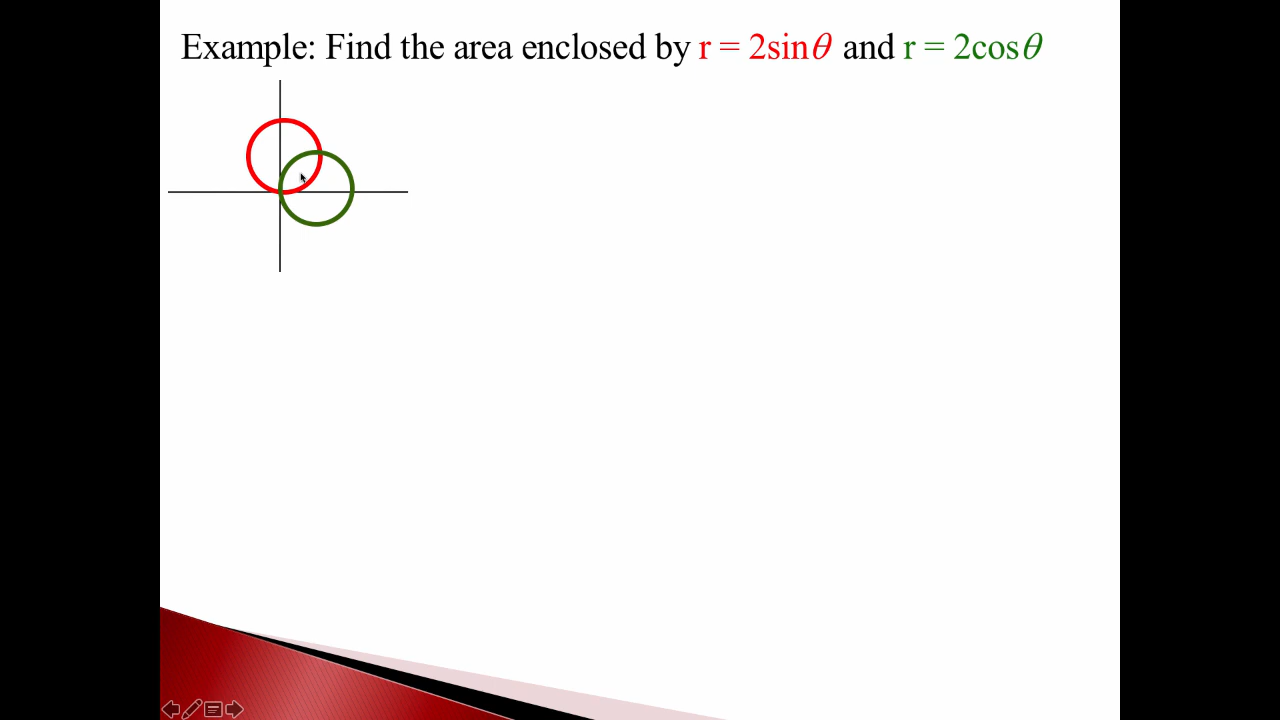 Example: Find the area enclosed by r = 2sinθ and r = 2cosθ